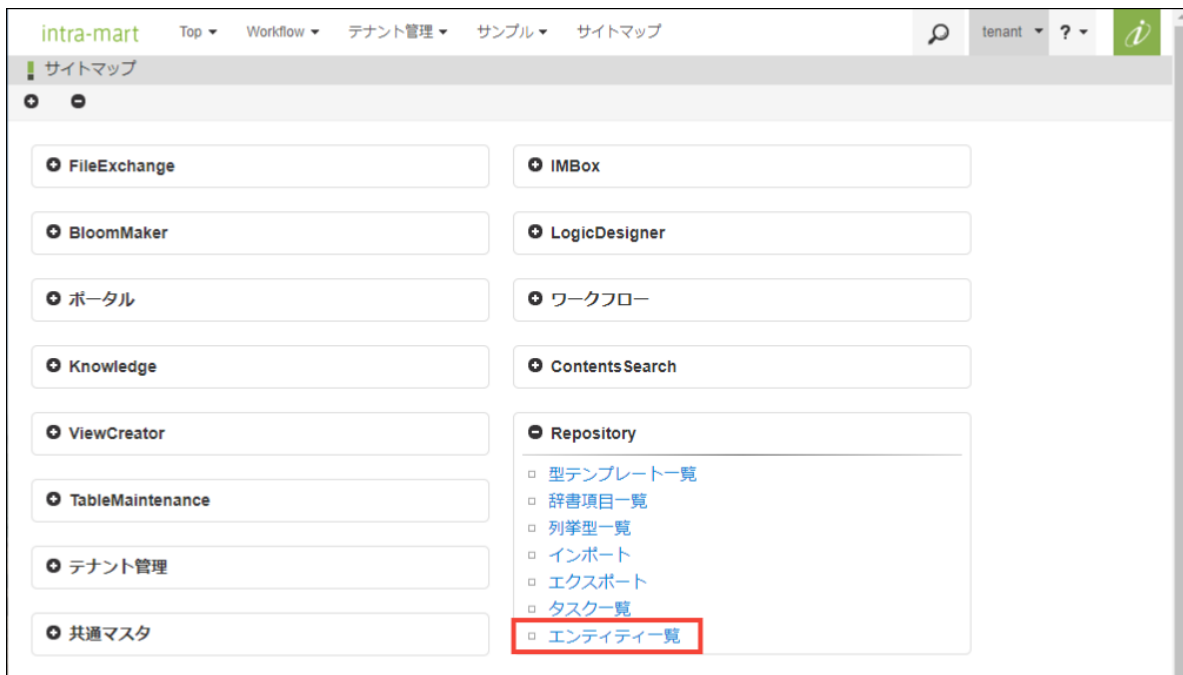 intra-mart Top Workflow テナント管理 サンプル サイトマップ tenant ?
サイトマップ
FileExchange
IMBox
BloomMaker
LogicDesigner
ポータル
ワークフロー
Knowledge
ContentsSearch
ViewCreator
Repository
型テンプレート一覧
辞書項目一覧
列挙型一覧
インポート
エクスポート
タスク一覧
エンティティ一覧
TableMaintenance
テナント管理
共通マスタ